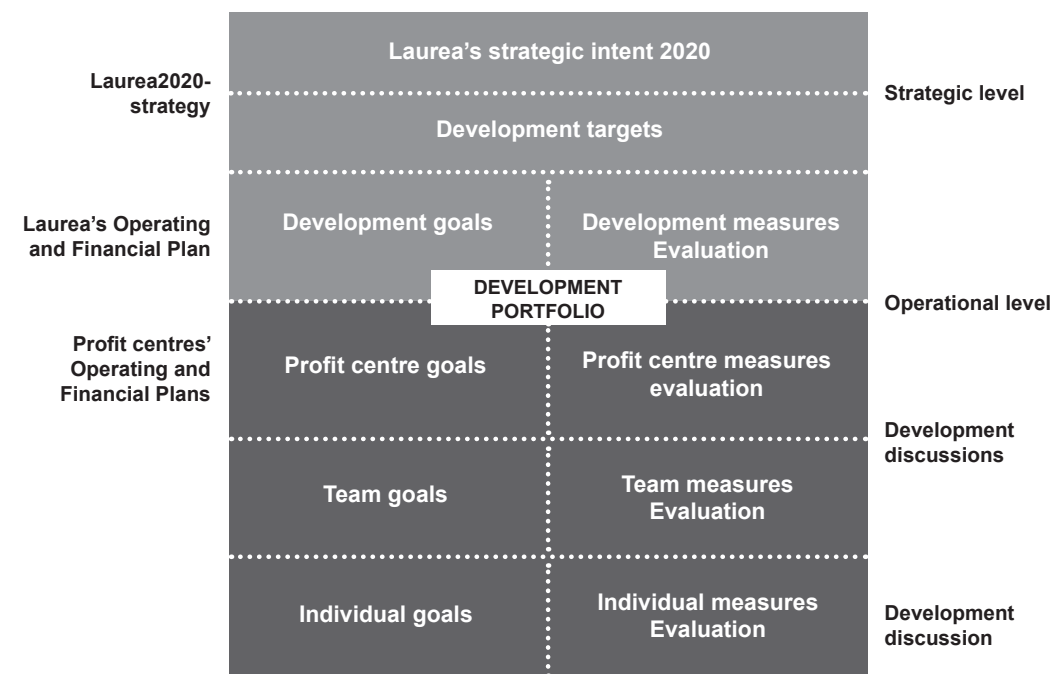 Laurea's strategic intent 2020
Laurea2020-
strategy
Strategic level
Development targets
Laurea's Operating
and Financial Plan
Development goals
Development measures
Evaluation
DEVELOPMENT
PORTFOLIO
Operational level
Profit centres'
Operating and
Financial Plans
Profit centre goals
Profit centre measures
evaluation
Development
discussions
Team goals
Team measures
Evaluation
Individual goals
Individual measures
Evaluation
Development
discussion